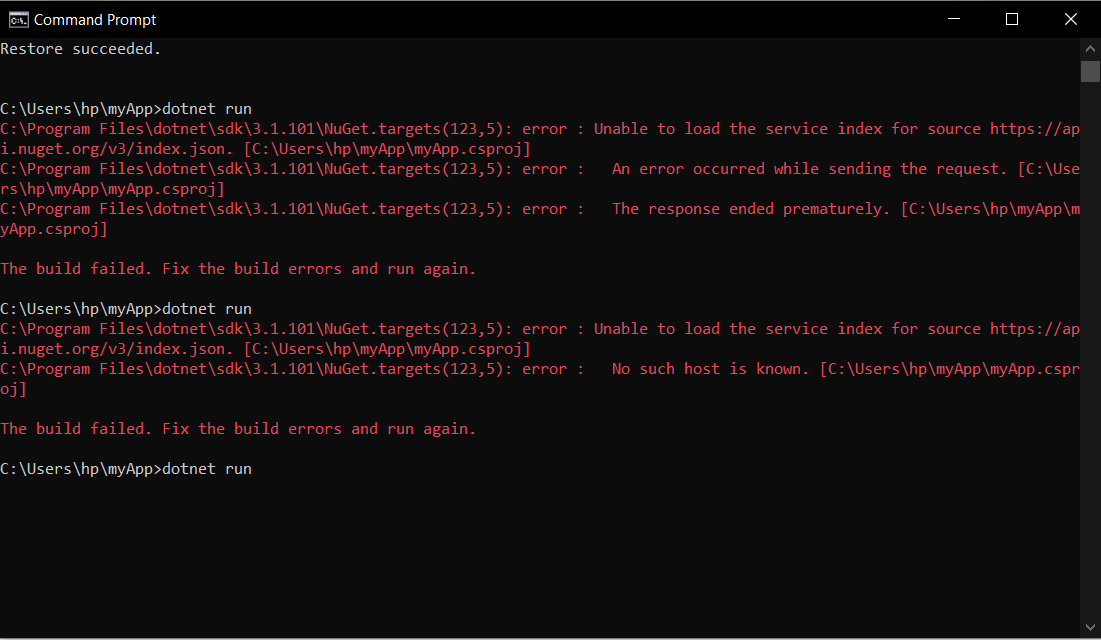 Command Prompt
Restore succeeded.
C:\Users\hp\myApp>dotnet run
C:\Program Files\dotnet\sdk\3.1.101\NuGet.targets(123,5): error : Unable to load the service index for source https://ap
i.nuget.org/v3/index.json. [C:\Users\hp\myApp\myApp.csproj]
C:\Program Files\dotnet\sdk\3.1.101\NuGet.targets(123,5): error :   An error occurred while sending the request. [C:\Use
rs\hp\myApp\myApp.csproj]
C:\Program Files\dotnet\sdk\3.1.101\NuGet.targets(123,5): error :   The response ended prematurely. [C:\Users\hp\myApp\m
yApp.csproj]
The build failed. Fix the build errors and run again.
C:\Users\hp\myApp>dotnet run
C:\Program Files\dotnet\sdk\3.1.101\NuGet.targets(123,5): error : Unable to load the service index for source https://ap
i.nuget.org/v3/index.json. [C:\Users\hp\myApp\myApp.csproj]
C:\Program Files\dotnet\sdk\3.1.101\NuGet.targets(123,5): error :   No such host is known. [C:\Users\hp\myApp\myApp.cspr
oj]
The build failed. Fix the build errors and run again.
C:\Users\hp\myApp>dotnet run